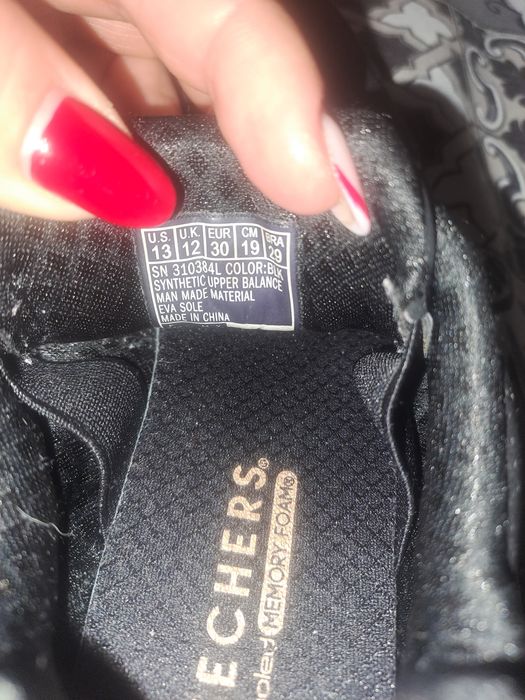 U.S. U.K. EUR CM BRA
13 12 30 19 29
SN 310384L COLOR:BLK
SYNTHETIC UPPER BALANCE
MAN MADE MATERIAL
EVA SOLE
MADE IN CHINA
ECHERS®
ooled MEMORY FOAM®